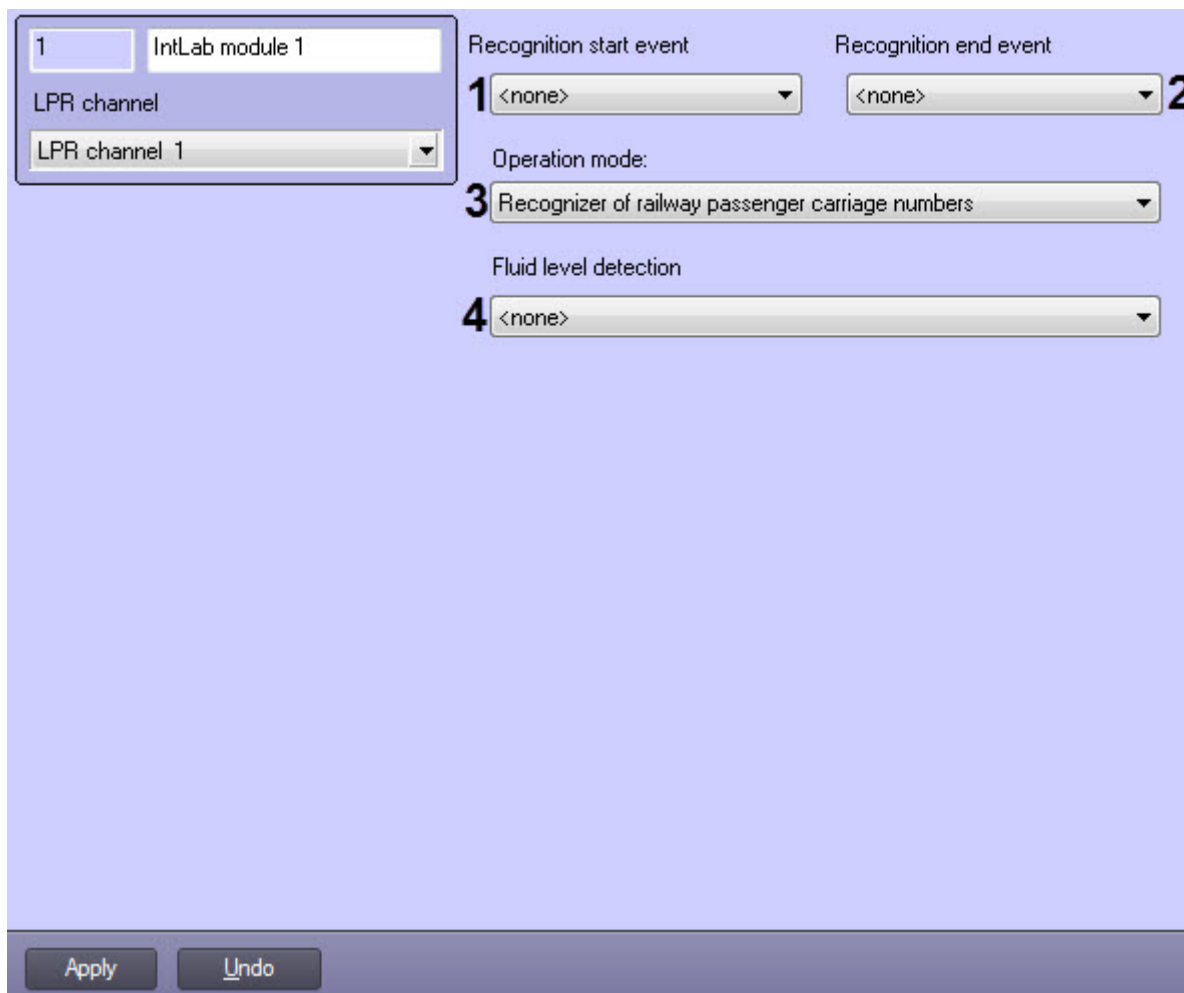 1 IntLab module 1
LPR channel
LPR channel 1
Recognition start event Recognition end event
1 <none> <none> 2
Operation mode:
3 Recognizer of railway passenger carriage numbers
Fluid level detection
4 <none>
Apply Undo